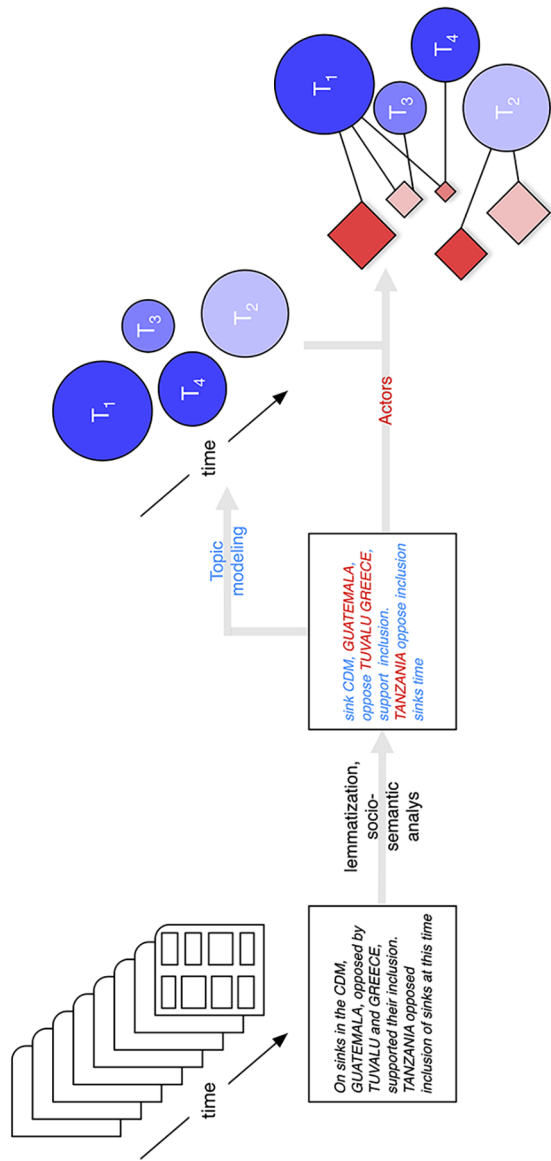 time
On sinks in the CDM,
GUATEMALA, opposed by
TUVALU and GREECE,
supported their inclusion.
TANZANIA opposed
inclusion of sinks at this time
lemmatization,
socio-
semantic
analys
sink CDM, GUATEMALA,
oppose TUVALU GREECE,
support inclusion.
TANZANIA oppose inclusion
sinks time
Topic
modeling
time
T1
T3
T4
T2
Actors
T1
T3
T4
T2